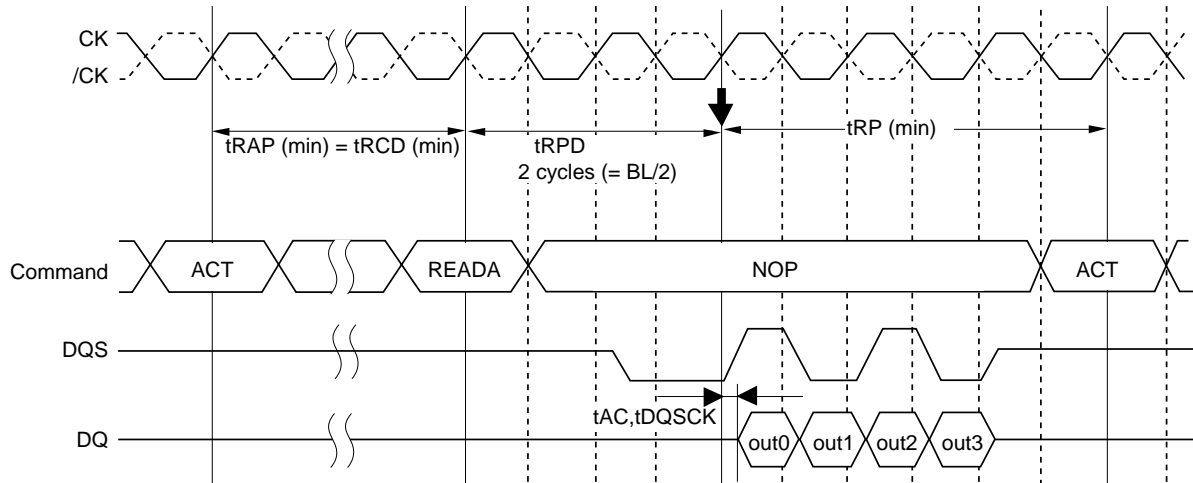 CK
/CK
tRAP (min) = tRCD (min)
tRPD
2 cycles (= BL/2)
tRP (min)
Command
ACT
READA
NOP
ACT
DQS
tAC,tDQSCK
DQ
out0
out1
out2
out3